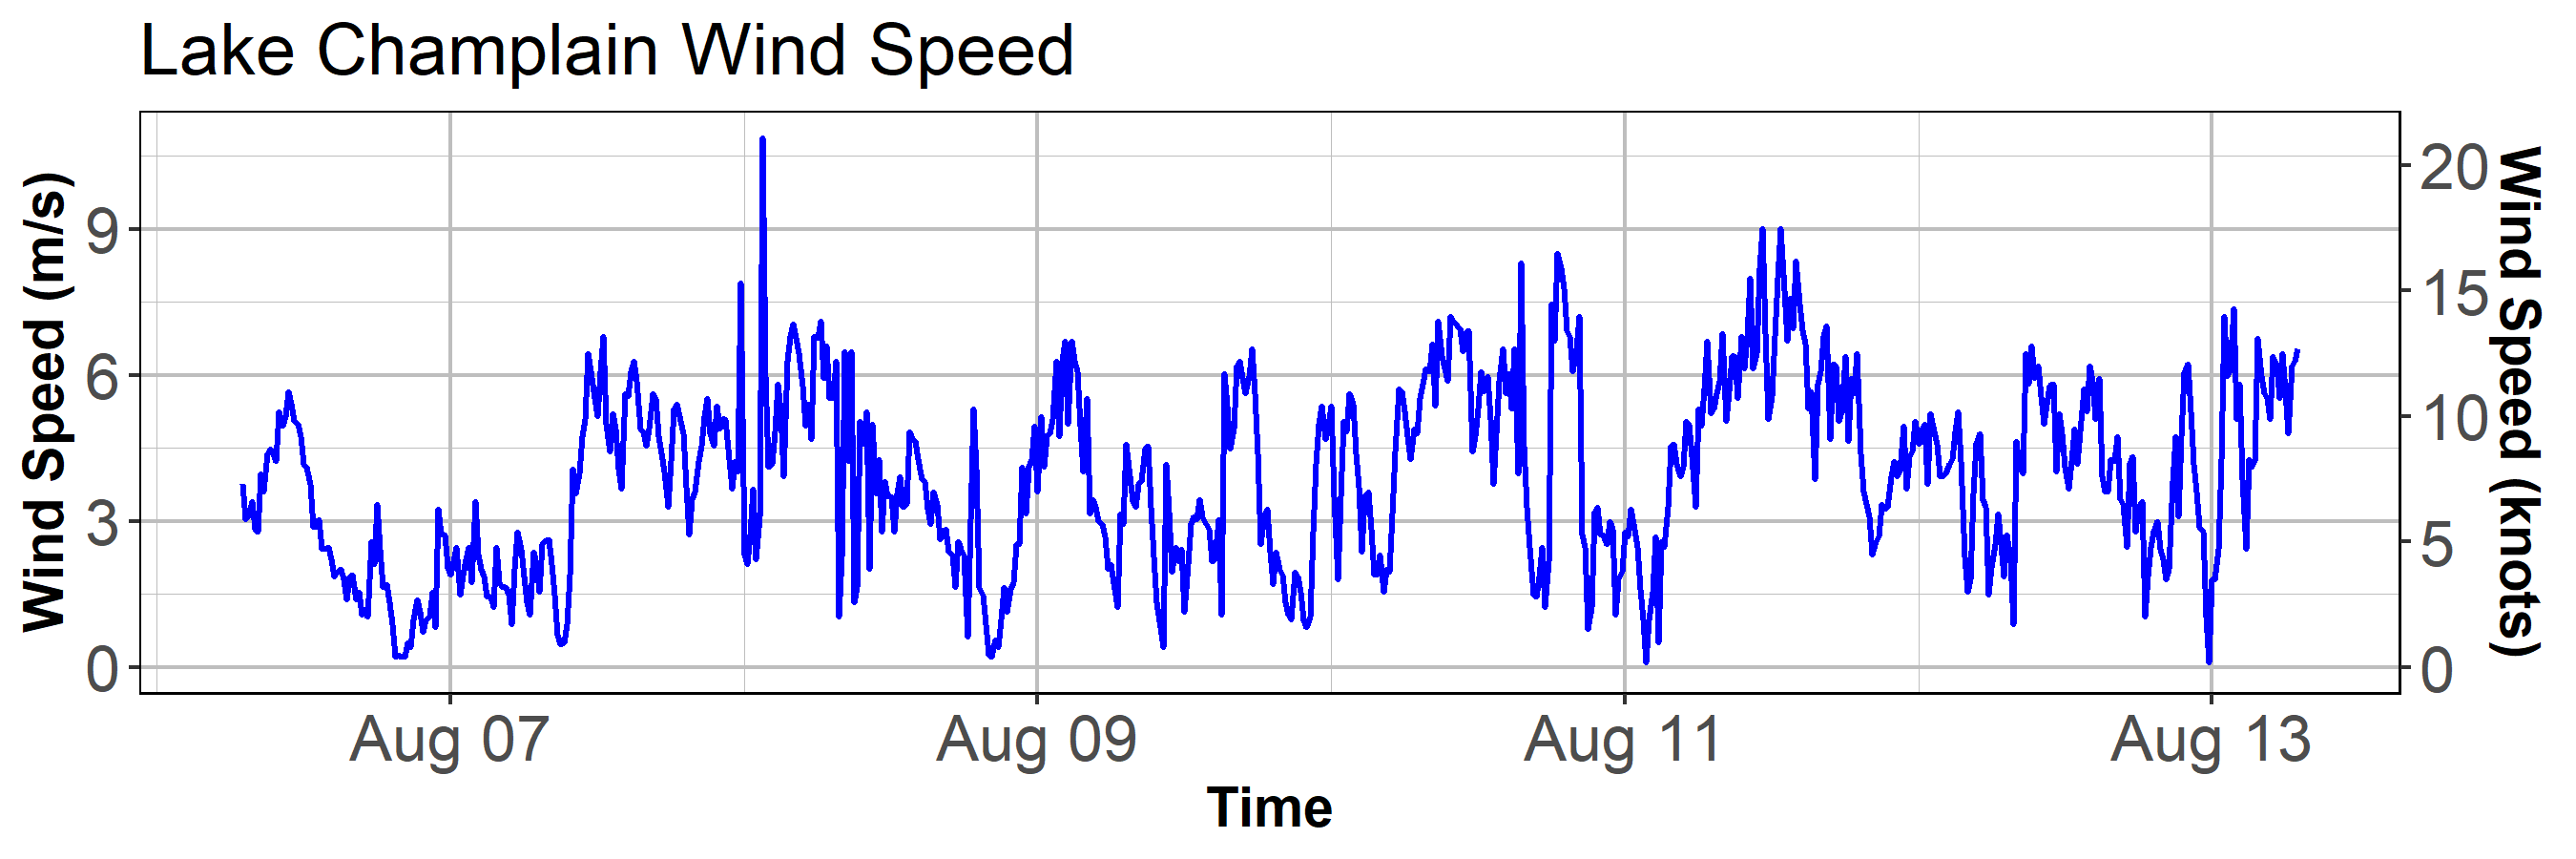 Lake Champlain Wind Speed
Wind Speed (m/s)
9
6
3
0
20
15
10
5
0
Wind Speed (knots)
Aug 07
Aug 09
Aug 11
Aug 13
Time